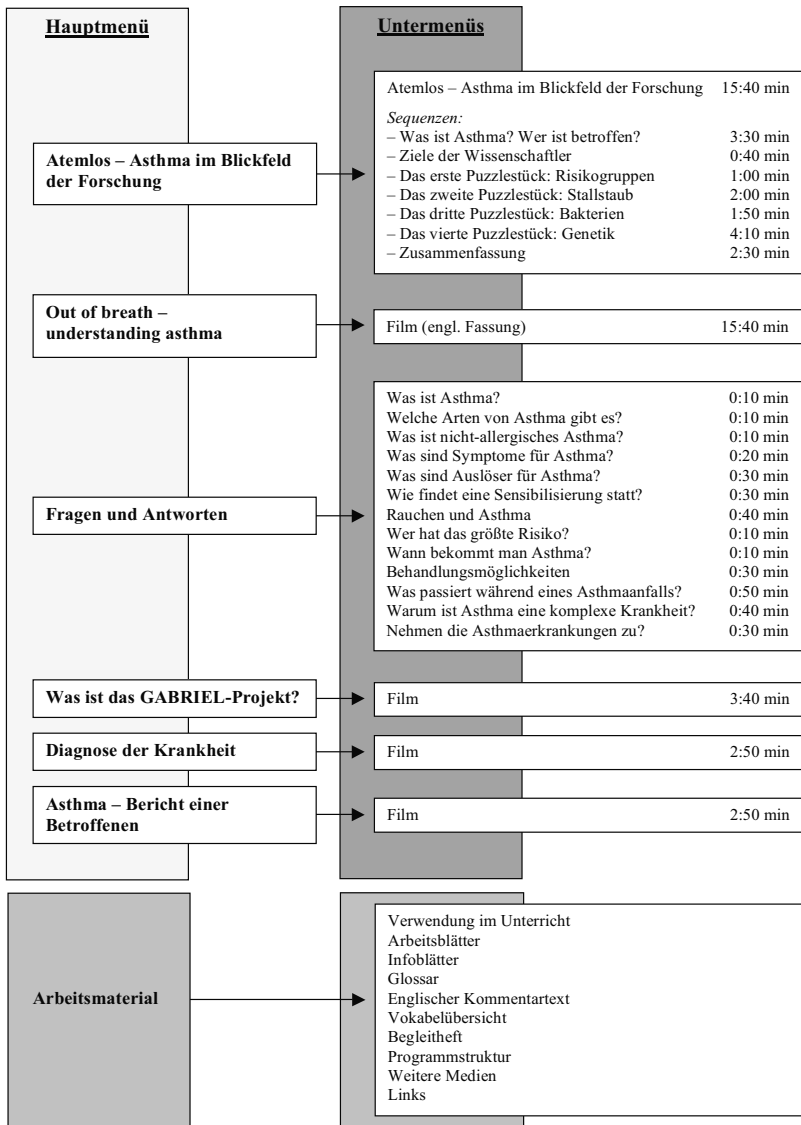 Hauptmenü
Untermenüs
Atemlos – Asthma im Blickfeld
der Forschung
Atemlos – Asthma im Blickfeld der Forschung 15:40 min
Sequenzen:
– Was ist Asthma? Wer ist betroffen? 3:30 min
– Ziele der Wissenschaftler 0:40 min
– Das erste Puzzlestück: Risikogruppen 1:00 min
– Das zweite Puzzlestück: Stallstaub 2:00 min
– Das dritte Puzzlestück: Bakterien 1:50 min
– Das vierte Puzzlestück: Genetik 4:10 min
– Zusammenfassung 2:30 min
Out of breath –
understanding asthma
Film (engl. Fassung) 15:40 min
Fragen und Antworten
Was ist Asthma? 0:10 min
Welche Arten von Asthma gibt es? 0:10 min
Was ist nicht-allergisches Asthma? 0:10 min
Was sind Symptome für Asthma? 0:20 min
Was sind Auslöser für Asthma? 0:30 min
Wie findet eine Sensibilisierung statt? 0:30 min
Rauchen und Asthma 0:40 min
Wer hat das größte Risiko? 0:10 min
Wann bekommt man Asthma? 0:10 min
Behandlungsmöglichkeiten 0:30 min
Was passiert während eines Asthmaanfalls? 0:50 min
Warum ist Asthma eine komplexe Krankheit? 0:40 min
Nehmen die Asthmaerkrankungen zu? 0:30 min
Was ist das GABRIEL-Projekt?
Film 3:40 min
Diagnose der Krankheit
Film 2:50 min
Asthma – Bericht einer
Betroffenen
Film 2:50 min
Arbeitsmaterial
Verwendung im Unterricht
Arbeitsblätter
Infoblätter
Glossar
Englischer Kommentartext
Vokabelübersicht
Begleitheft
Programmstruktur
Weitere Medien
Links